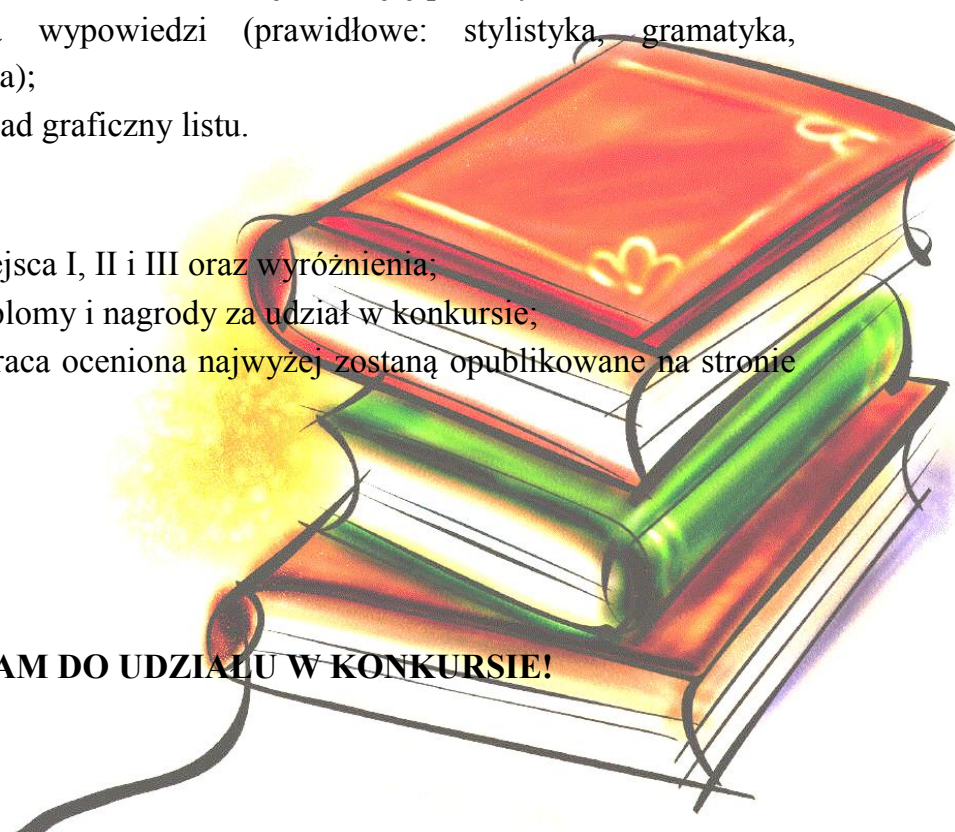 wypowiedzi (prawidłowe: stylistyka, gramatyka,
a);
ad graficzny listu.
ejsca I, II i III oraz wyróżnienia;
plomy i nagrody za udział w konkursie;
raca oceniona najwyżej zostaną opublikowane na stronie
AM DO UDZIAŁU W KONKURSIE!